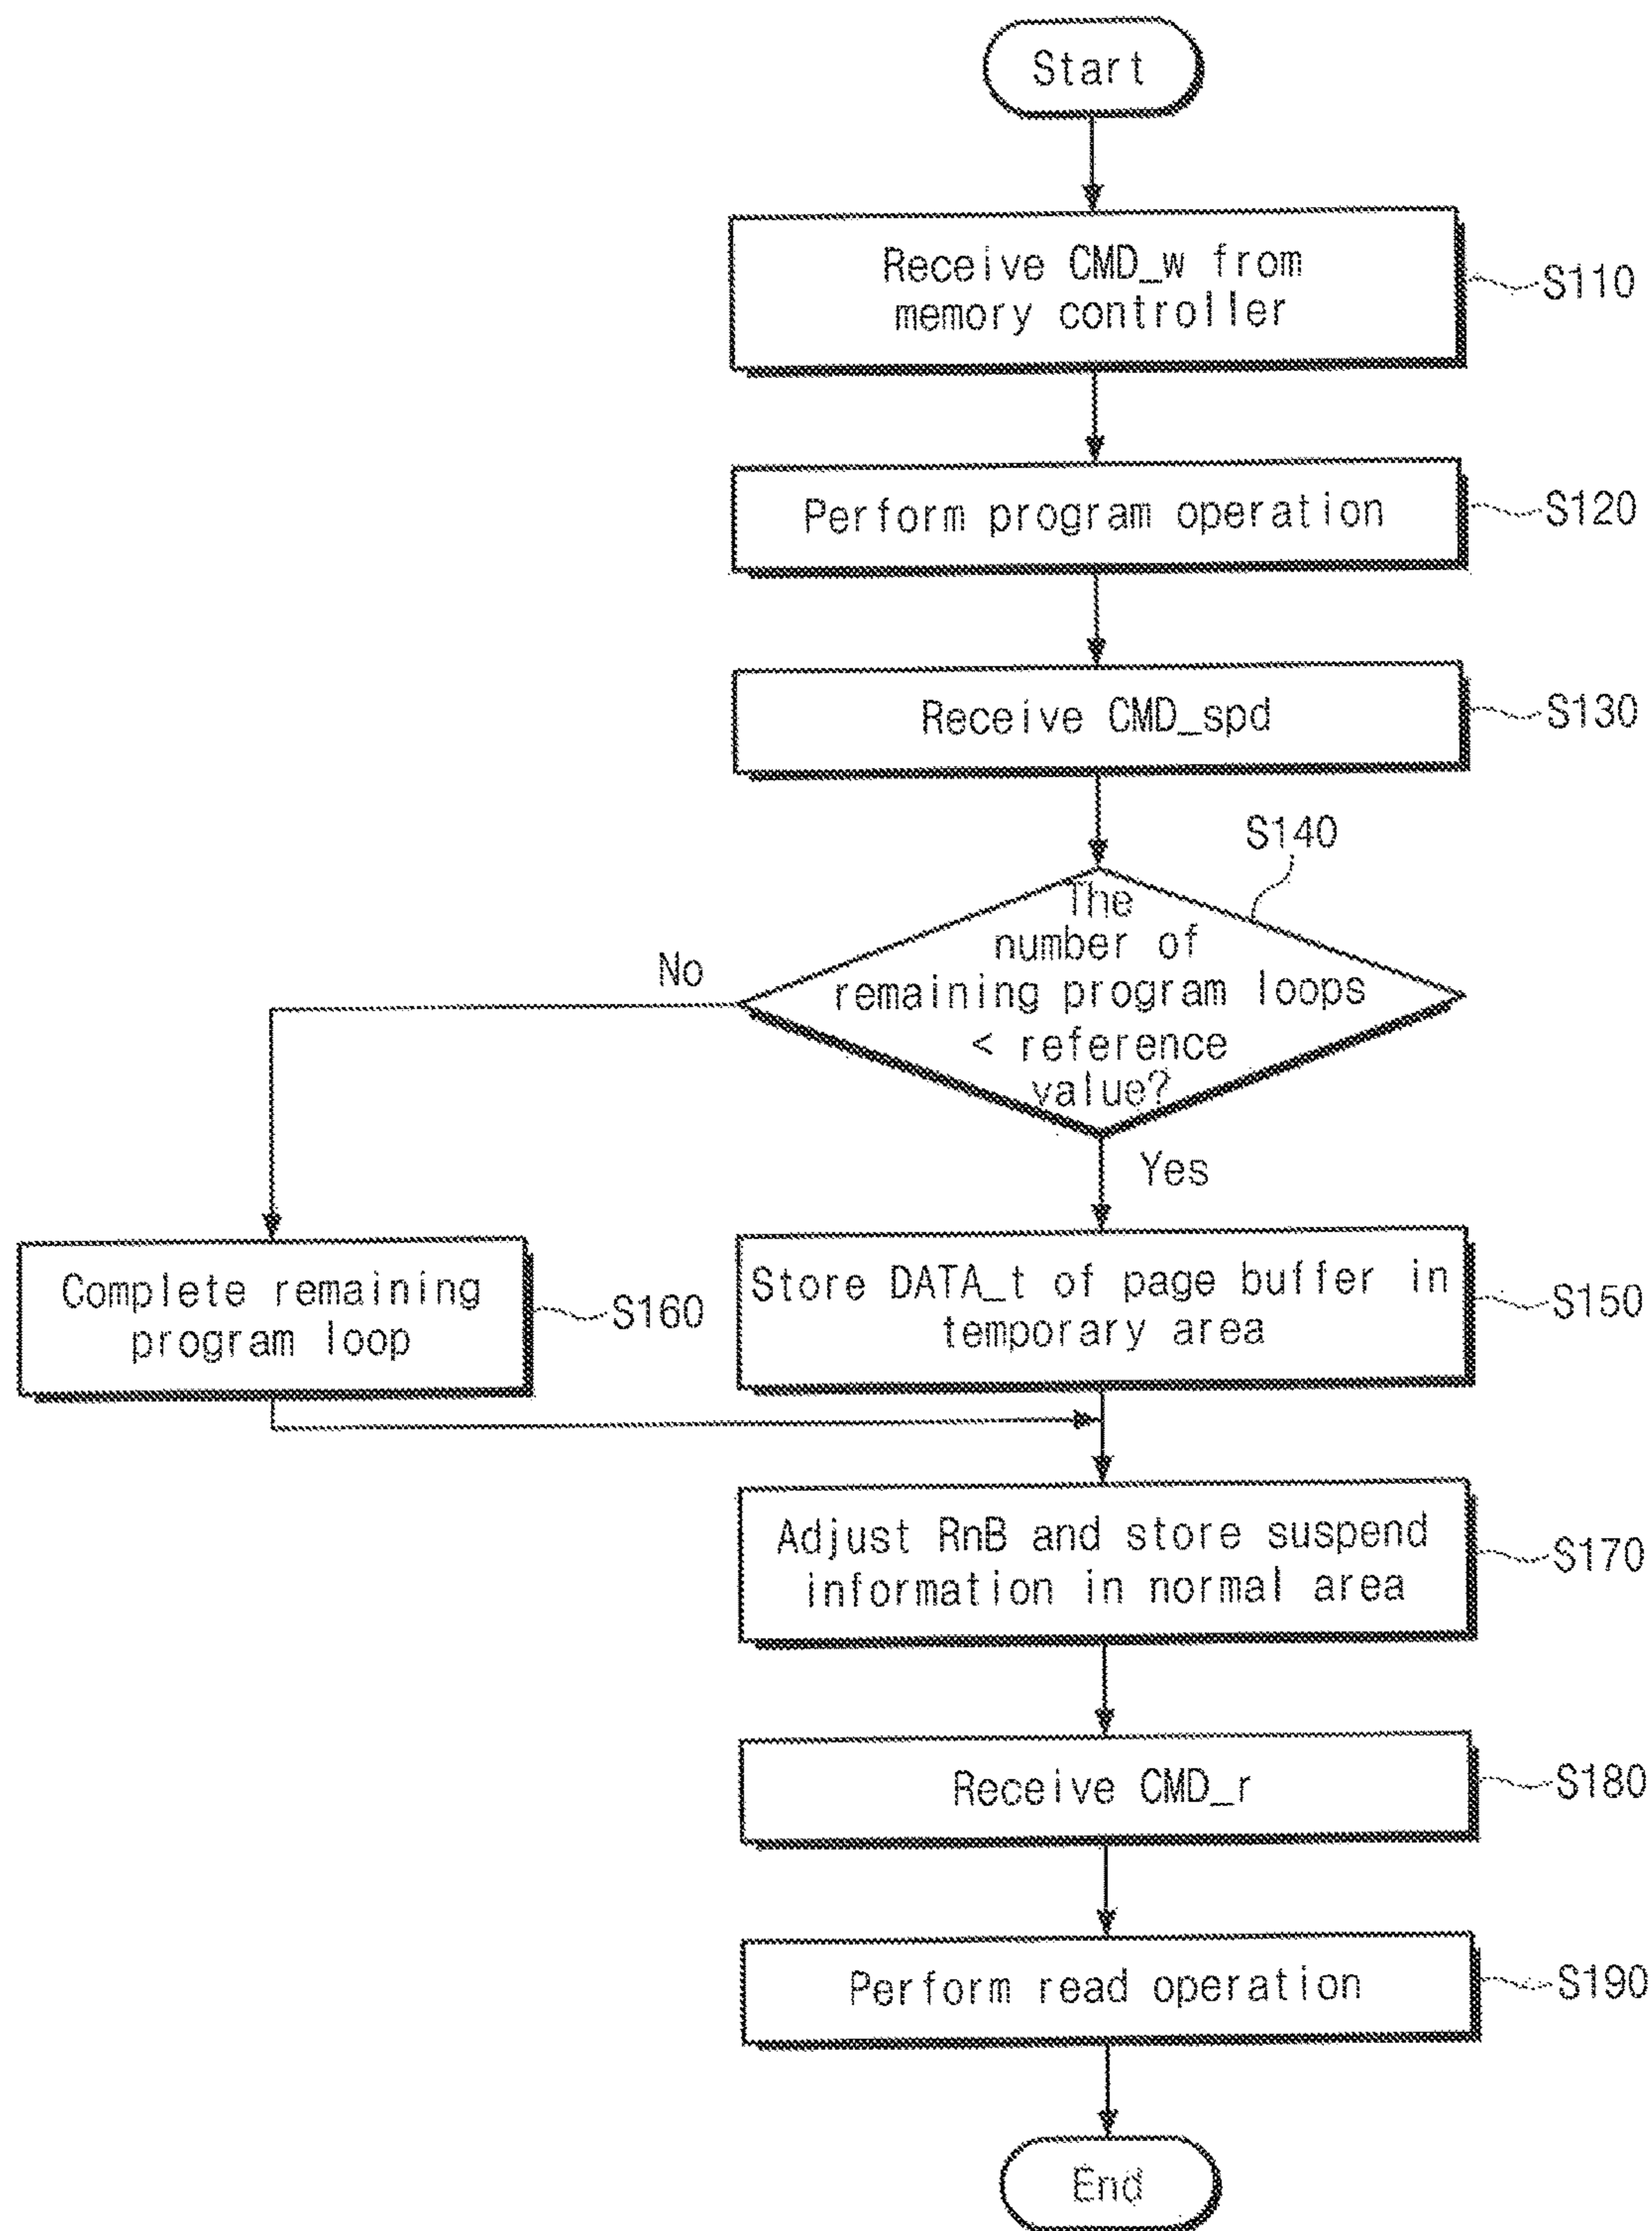 Start
Receive CMD_w from
memory controller
S110
Perform program operation
S120
Receive CMD_spd
S130
S140
The
number of
remaining program loops
< reference
value?
No
Yes
Complete remaining
program loop
S160
Store DATA_t of page buffer in
temporary area
S150
Adjust RnB and store suspend
information in normal area
S170
Receive CMD_r
S180
Perform read operation
S190
End